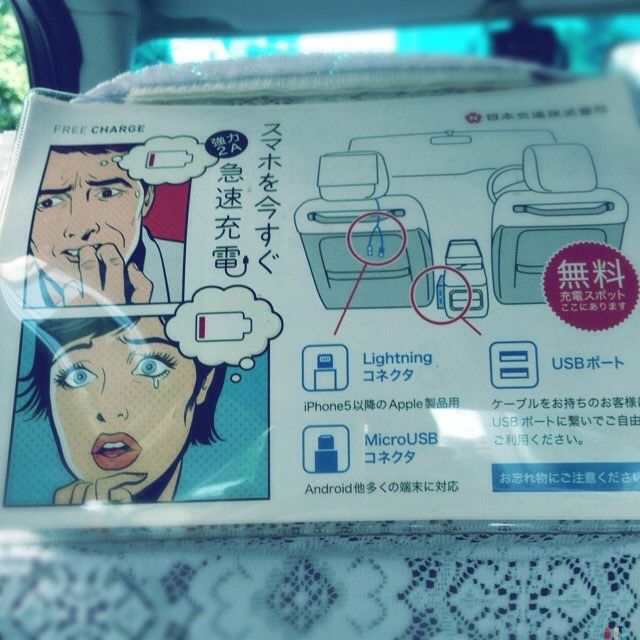 FREE CHARGE
日本交通株式会社
強力
2A
スマホを今すぐ
急速充電
無料
充電スポット
ここにあります
Lightning
コネクタ
iPhone5以降のApple製品用
MicroUSB
コネクタ
Android他多くの端末に対応
USBポート
ケーブルをお持ちのお客様は
USBポートに繋いでご自由
ご利用ください。
お忘れ物にご注意ください